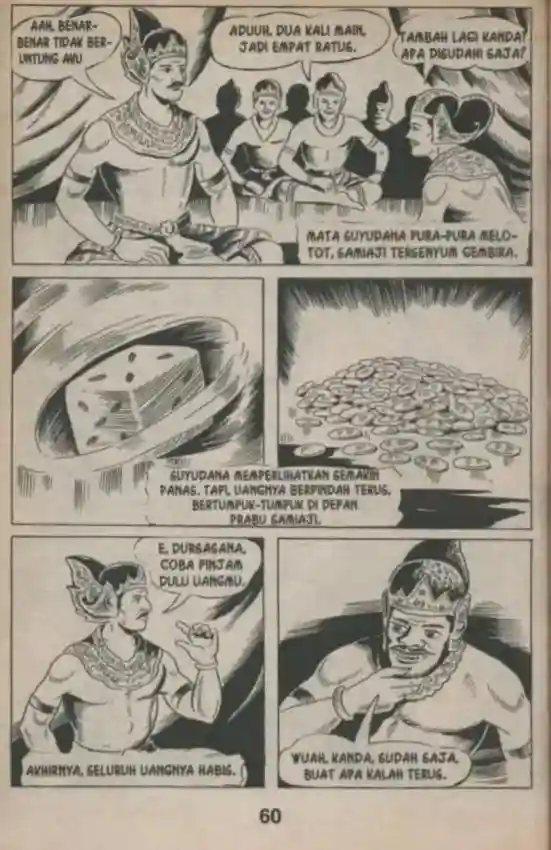 AAH, BENAR-
BENAR TIDAK BER-
UNTUNG AKU
ADUUH, DUA KALI MAIN,
JADI EMPAT RATUS.
TAMBAH LAGI KANDA?
APA DISUDAHI SAJA?
MATA SUYUDANA PURA-PURA MELO-
TOT, SAMIAJI TERSENYUM GEMBIRA.
SUYUDANA MEMPERLIHATKAN SEMAKIN
PANAS. TAPI, UANGNYA BERPINDAH TERUS,
BERTUMPUK-TUMPUK DI DEPAN
PRABU SAMIAJI.
E, DURSASANA,
COBA PINJAM
DULU UANGMU.
AKHIRNYA, SELURUH UANGNYA HABIS.
WUAH, KANDA, SUDAH SAJA,
BUAT APA KALAH TERUS.
60